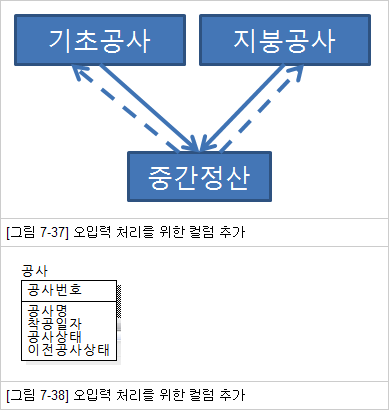 기초공사
지붕공사
중간정산
[그림 7-37] 오입력 처리를 위한 컬럼 추가
공사
공사번호
공사명
착공일자
공사상태
이전공사상태
[그림 7-38] 오입력 처리를 위한 컬럼 추가